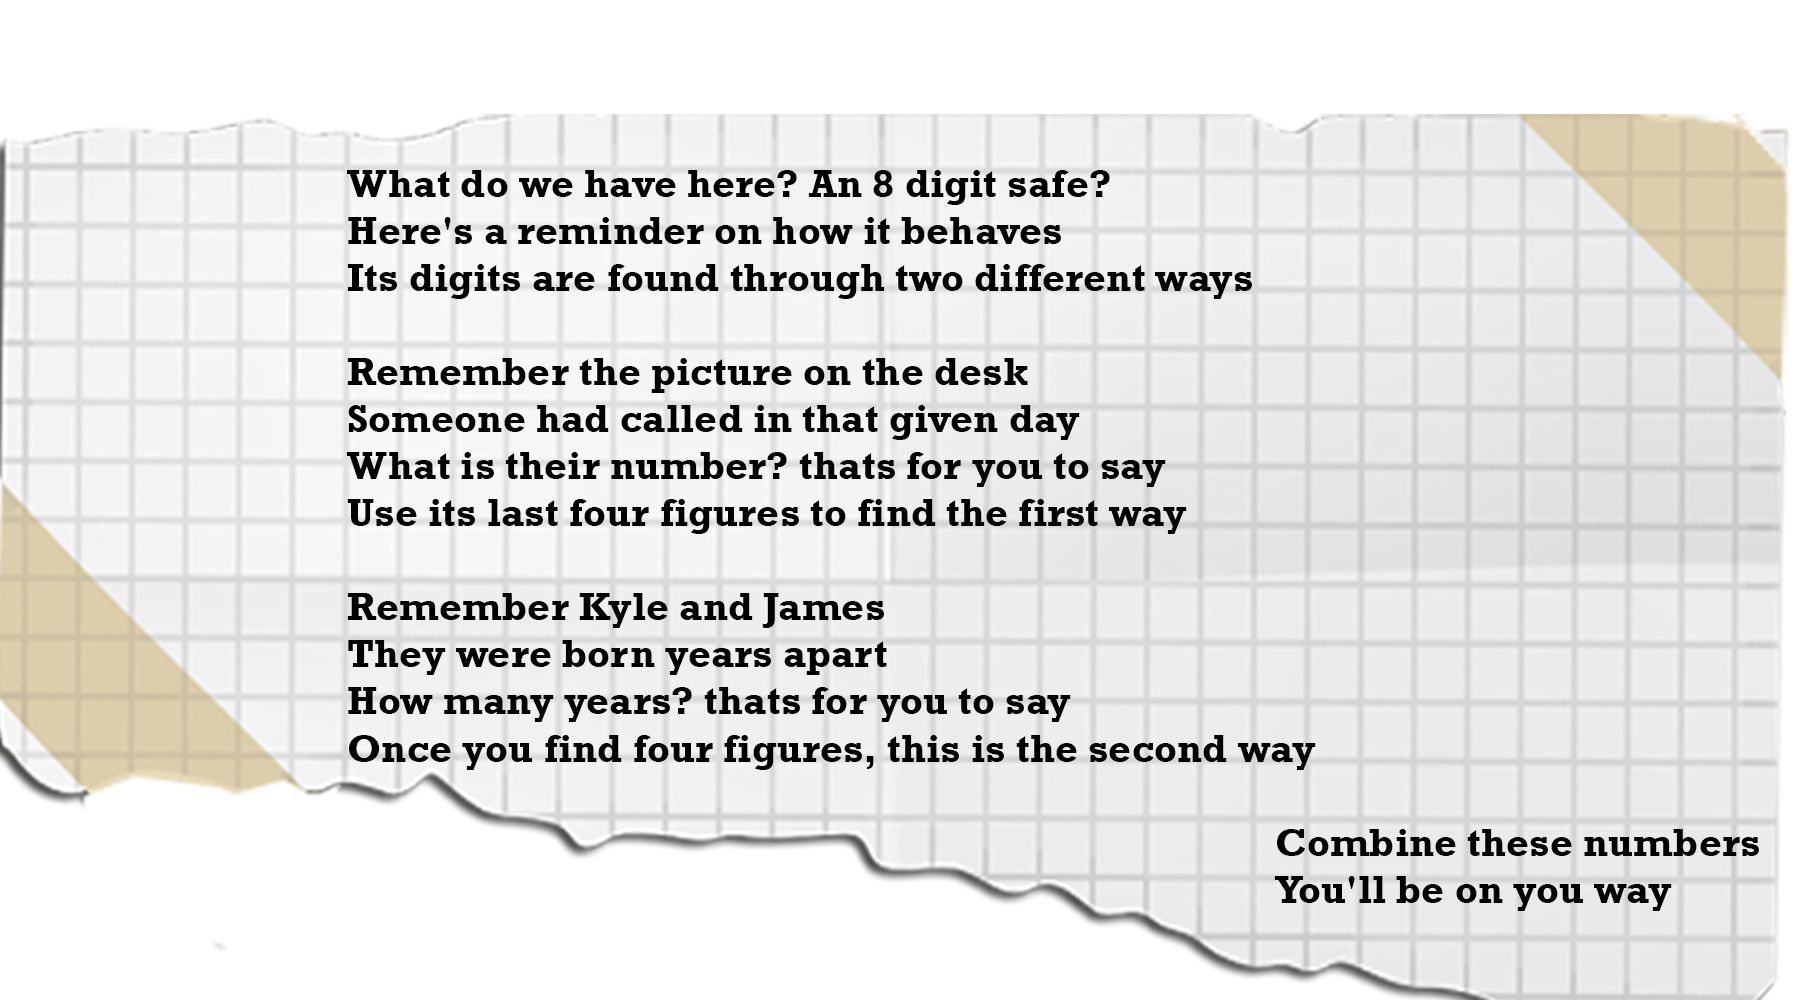 What do we have here? An 8 digit safe?
Here's a reminder on how it behaves
Its digits are found through two different ways
Remember the picture on the desk
Someone had called in that given day
What is their number? thats for you to say
Use its last four figures to find the first way
Remember Kyle and James
They were born years apart
How many years? thats for you to say
Once you find four figures, this is the second way
Combine these numbers
You'll be on you way